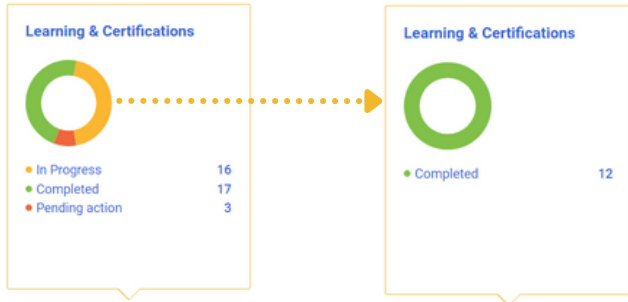 Learning & Certifications
In Progress 16
Completed 17
Pending action 3
Learning & Certifications
Completed 12